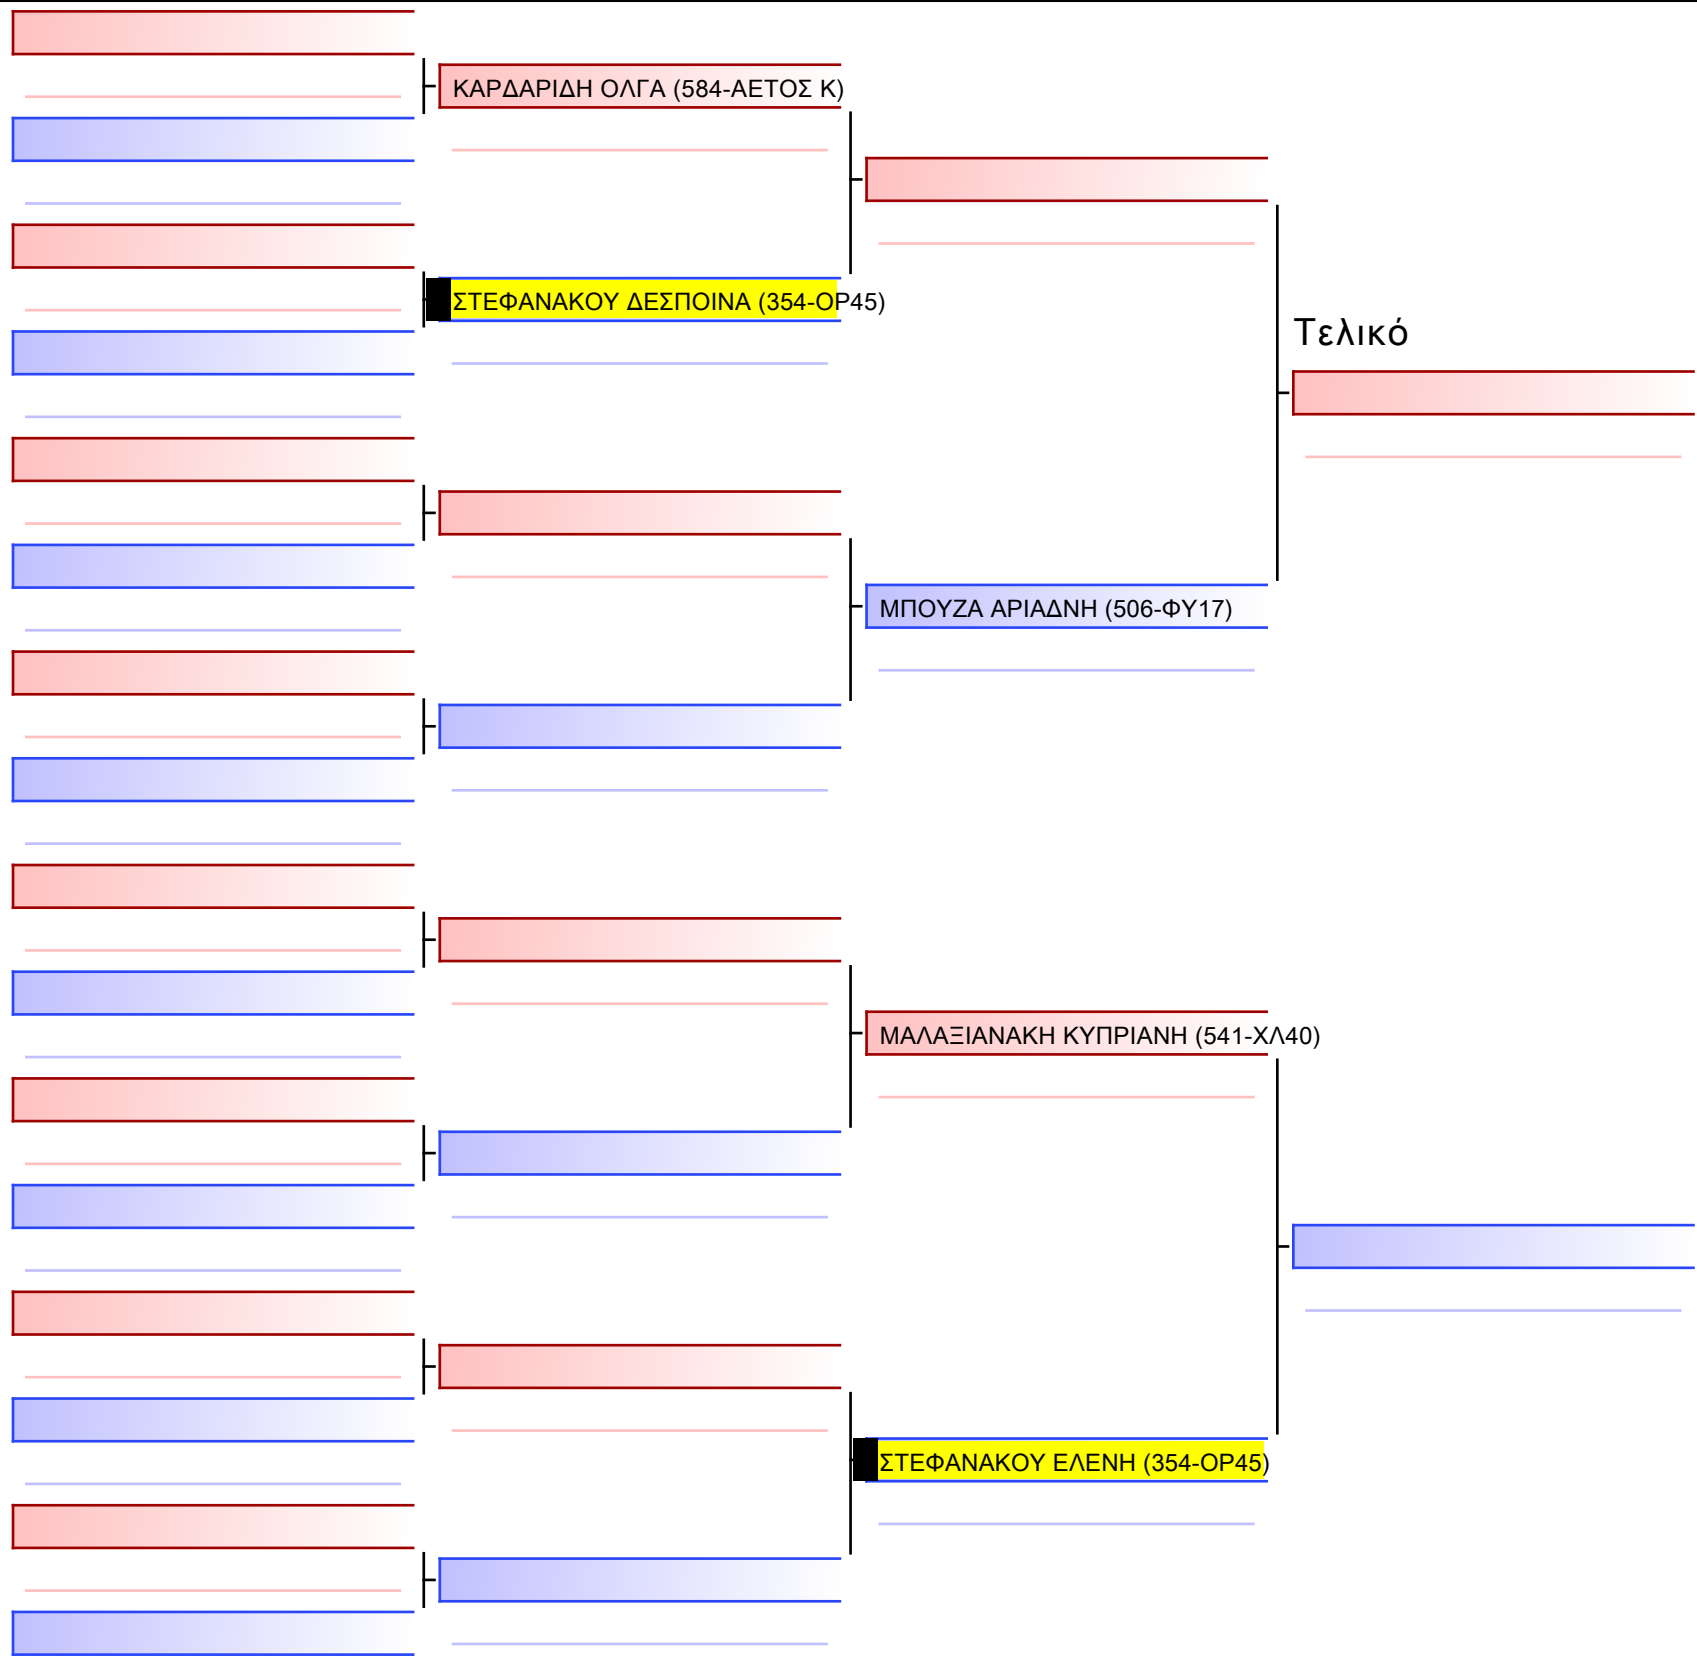 ΚΑΡΔΑΡΙΔΗ ΟΛΓΑ (584-ΑΕΤΟΣ Κ)
ΣΤΕΦΑΝΑΚΟΥ ΔΕΣΠΟΙΝΑ (354-ΟΡ45)
Τελικό
ΜΠΟΥΖΑ ΑΡΙΑΔΝΗ (506-ΦΥ17)
ΜΑΛΑΞΙΑΝΑΚΗ ΚΥΠΡΙΑΝΗ (541-ΧΛ40)
ΣΤΕΦΑΝΑΚΟΥ ΕΛΕΝΗ (354-ΟΡ45)